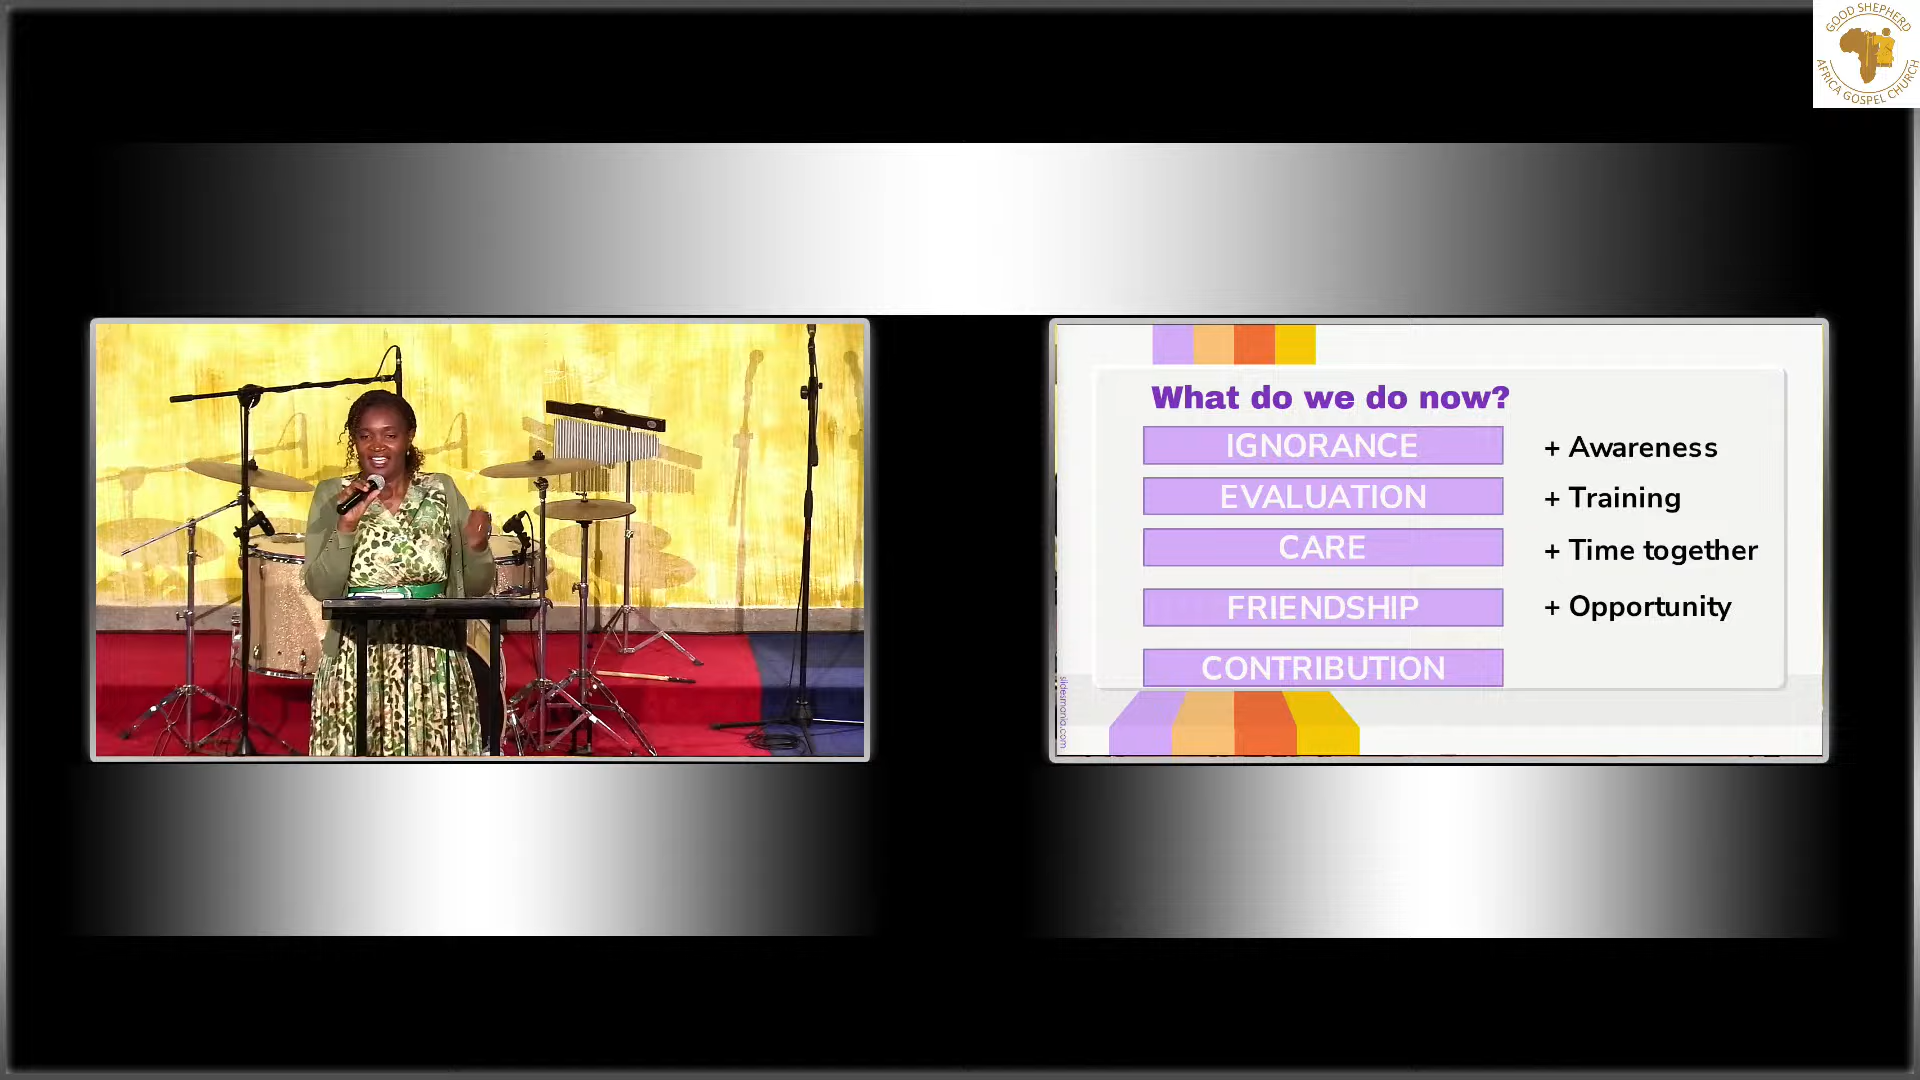 GOOD SHEPHERD
AFRICA GOSPEL CHURCH
What do we do now?
IGNORANCE
+ Awareness
EVALUATION
+ Training
CARE
+ Time together
FRIENDSHIP
+ Opportunity
CONTRIBUTION
slidesmania.com